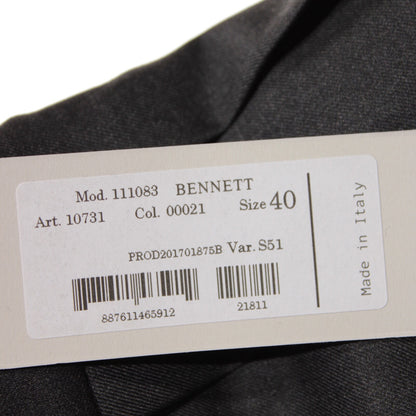 Mod. 111083 BENNETT
Art. 10731 Col. 00021 Size 40
PROD201701875B Var. S51
887611465912 21811
Made in Italy